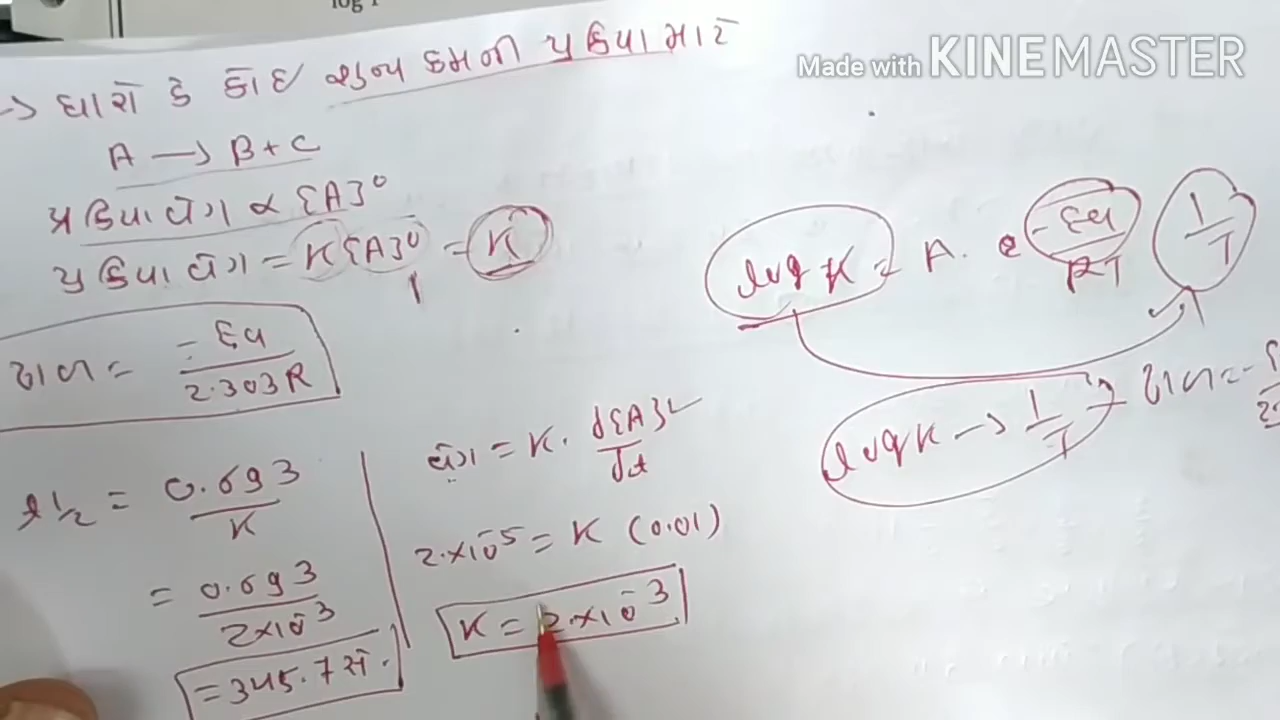 log 1
Made with KINEMASTER
→ ધારો કે કોઇ શૂન્ય ક્રમની પ્રક્રિયા માટે
A → B + C
પ્રક્રિયા વેગ ∝ [A]⁰
પ્રક્રિયા વેગ = K[A]⁰ = K
1
ઢાળ = -Ea / 2.303R
t 1/2 = 0.693 / K
= 0.693 / 2×10⁻³
= 345.7 સે.
વેગ = K · d[A] / dt
2.×10⁻⁵ = K (0.01)
K = 2.×10⁻³
log K = A. e -Ea / RT
1 / T
log K → 1 / T → ઢાળ = -